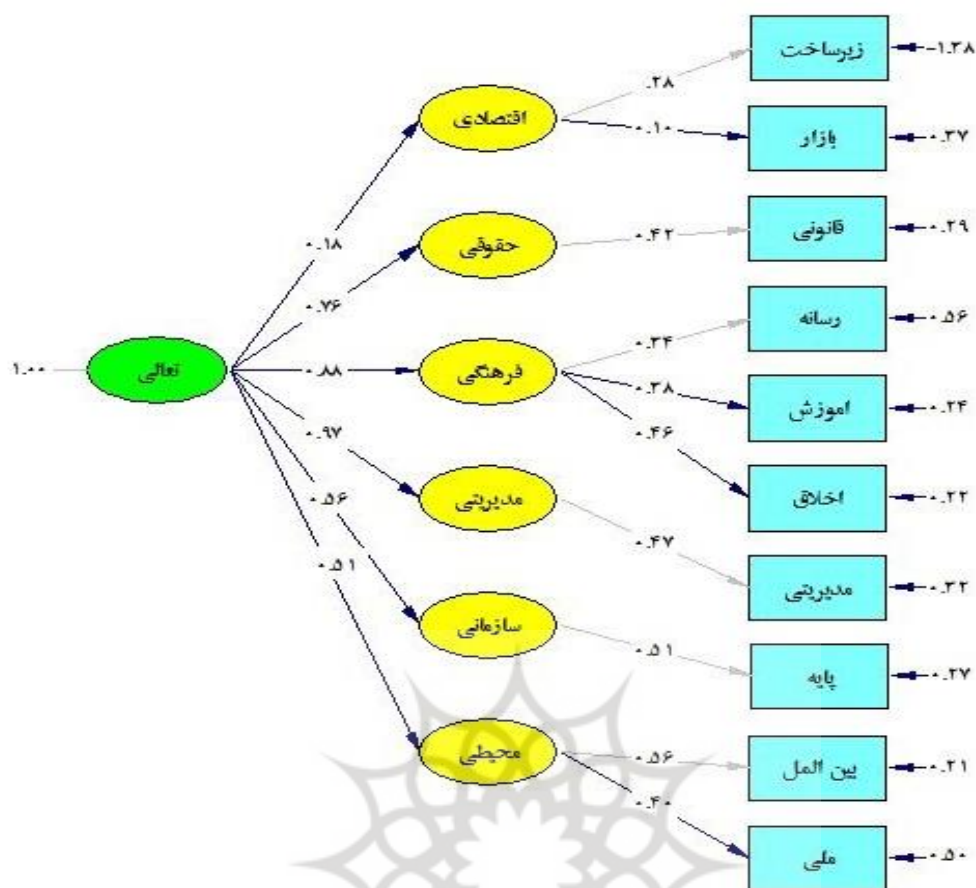 زیرساخت
-۱.۳۸
۰.۲۸
اقتصادی
۰.۱۰
بازار
۰.۳۷
قانونی
۰.۲۹
۰.۱۸
حقوقی
۰.۴۲
۰.۷۶
رسانه
۰.۵۶
۰.۳۴
۱.۰۰
تعالی
۰.۸۸
فرهنگی
۰.۳۸
اموزش
۰.۲۴
۰.۴۶
۰.۹۷
اخلاق
۰.۲۲
۰.۵۶
مدیریتی
۰.۴۷
۰.۵۱
مدیریتی
۰.۳۲
سازمانی
۰.۵۱
پایه
۰.۲۷
محیطی
۰.۵۶
بین الملل
۰.۲۱
۰.۴۰
ملی
۰.۵۰